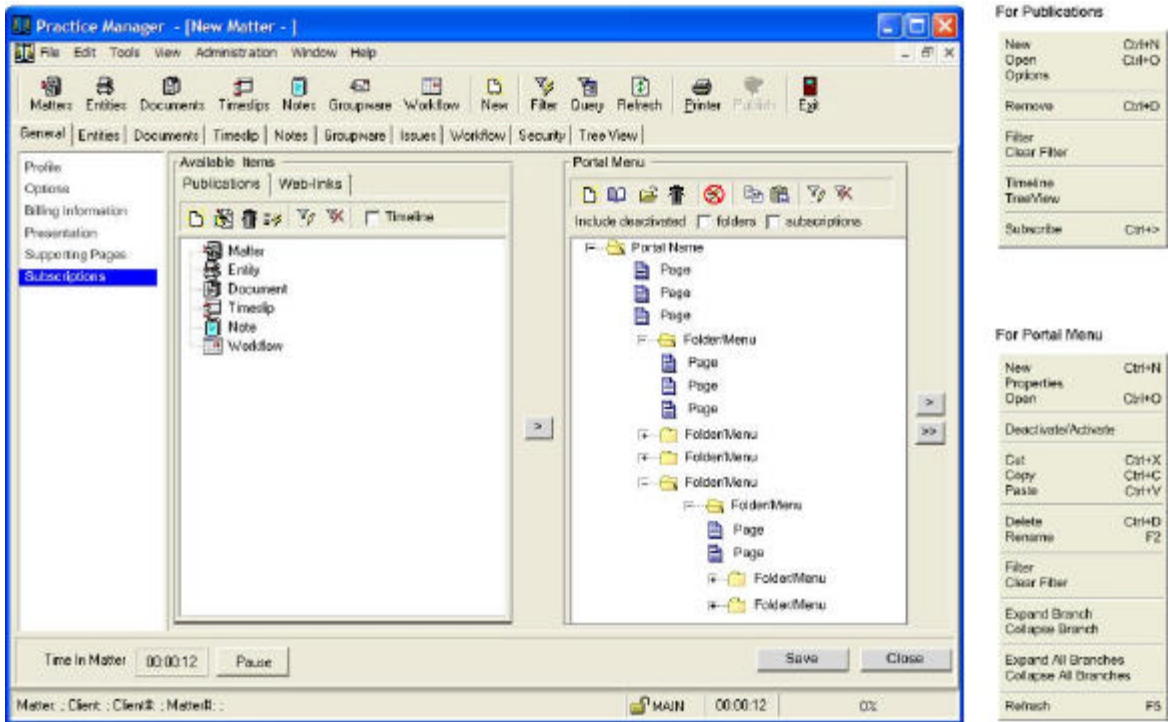 Practice Manager - [New Matter - ]
File Edit Tools View Administration Window Help
Matters Entities Documents Timeslips Notes Groupware Workflow New Filter Query Refresh Printer Publish Exit
General Entities Documents Timeslip Notes Groupware Issues Workflow Security Tree View
Profile
Options
Billing Information
Presentation
Supporting Pages
Subscriptions
Available Items
Publications Web-links
Timeline
Matter
Entity
Document
Timeslip
Note
Workflow
>
Portal Menu
Include deactivated folders subscriptions
Portal Name
Page
Page
Page
Folder/Menu
Page
Page
Page
Folder/Menu
Folder/Menu
Folder/Menu
Folder/Menu
Page
Page
Folder/Menu
Folder/Menu
>
>>
Time In Matter 00:00:12 Pause Save Close
Matter: ; Client: ; Client#: ; Matter#: ; MAIN 00:00:12 0%
For Publications
New Ctrl+N
Open Ctrl+O
Options
Remove Ctrl+D
Filter
Clear Filter
Timeline
TreeView
Subscribe Ctrl+>
For Portal Menu
New Ctrl+N
Properties
Open Ctrl+O
Deactivate/Activate
Cut Ctrl+X
Copy Ctrl+C
Paste Ctrl+V
Delete Ctrl+D
Rename F2
Filter
Clear Filter
Expand Branch
Collapse Branch
Expand All Branches
Collapse All Branches
Refresh F5